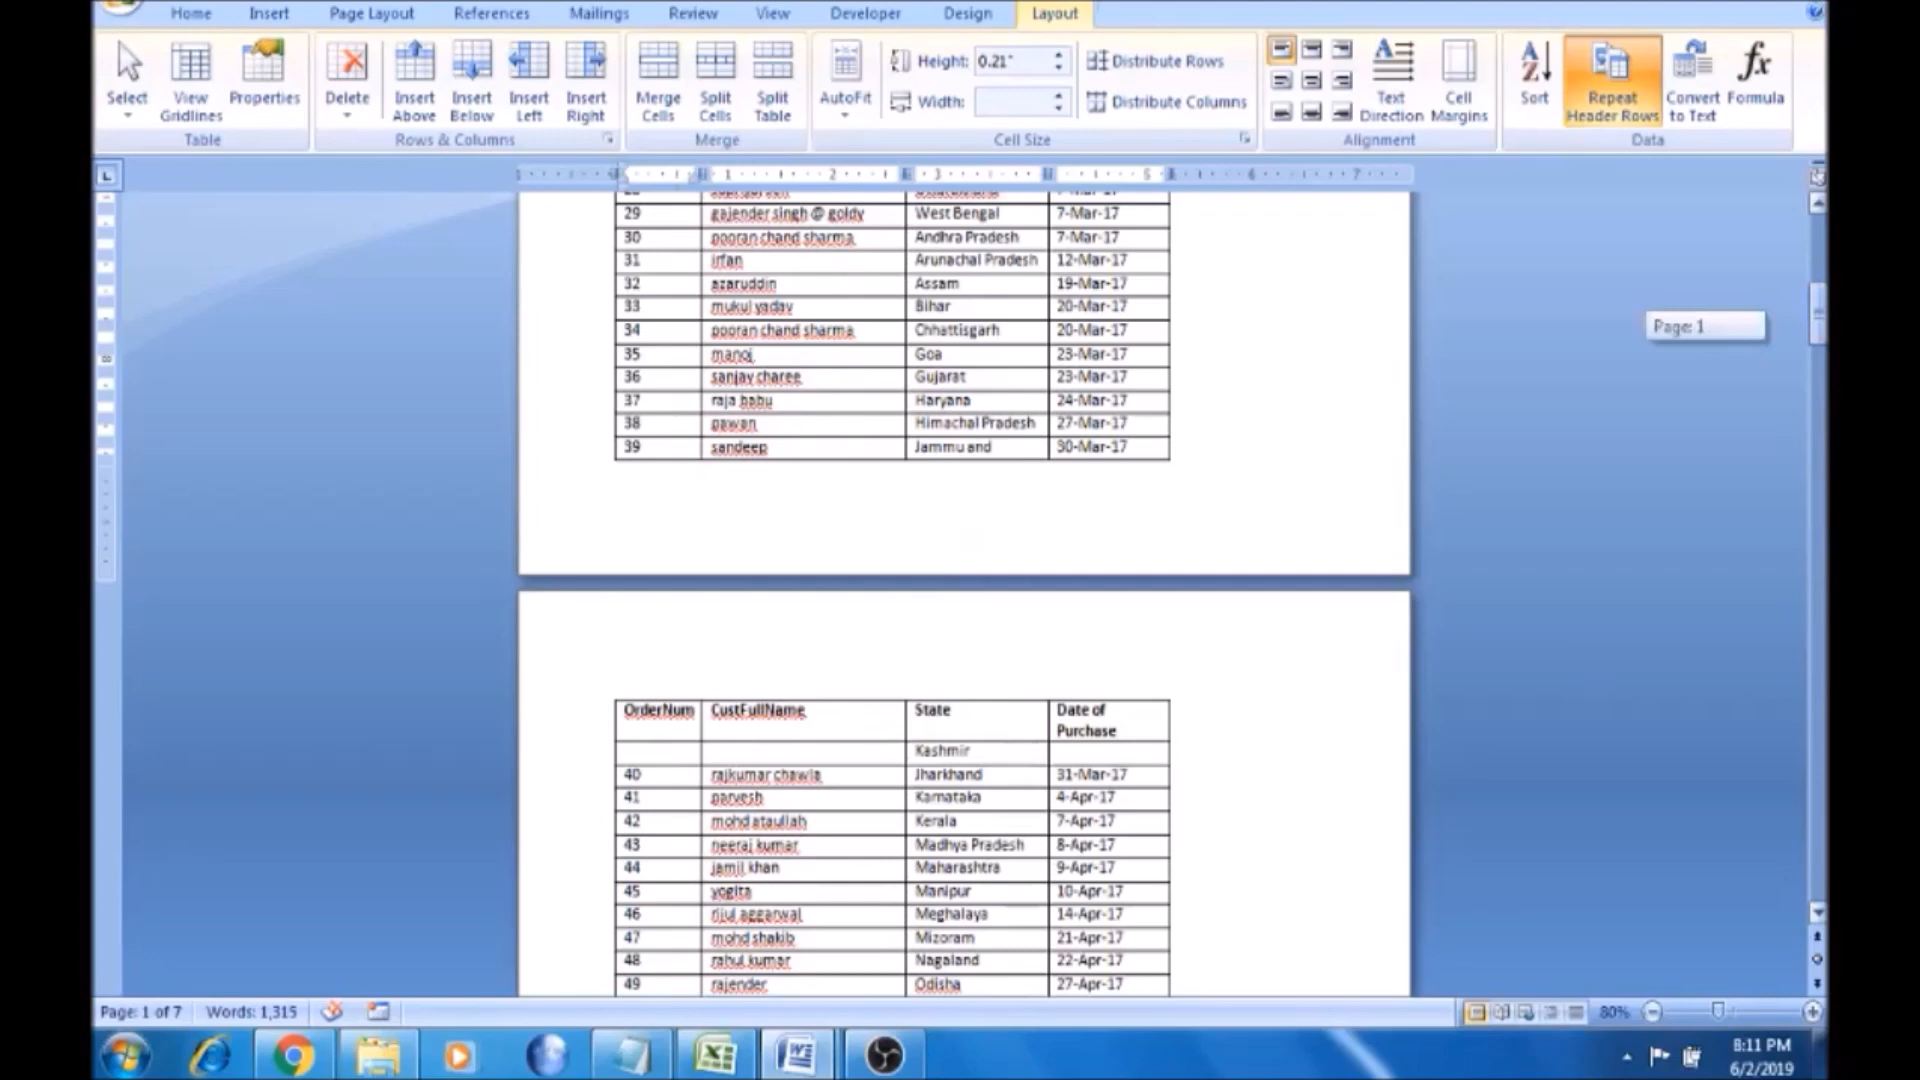 Home Insert Page Layout References Mailings Review View Developer Design Layout
Select View Gridlines Properties Delete Insert Above Insert Below Insert Left Insert Right Merge Cells Split Cells Split Table AutoFit Height: 0.21" Width: Distribute Rows Distribute Columns Text Direction Cell Margins Sort Repeat Header Rows Convert to Text Formula
Table Rows & Columns Merge Cell Size Alignment Data
L 1 1 2 3 5 6 7
29 gajender singh @ goldy West Bengal 7-Mar-17
30 pooran chand sharma Andhra Pradesh 7-Mar-17
31 irfan Arunachal Pradesh 12-Mar-17
32 azaruddin Assam 19-Mar-17
33 mukul yadav Bihar 20-Mar-17
34 pooran chand sharma Chhattisgarh 20-Mar-17
Page: 1
35 manoj Goa 23-Mar-17
36 sanjay charee Gujarat 23-Mar-17
37 raja babu Haryana 24-Mar-17
38 pawan Himachal Pradesh 27-Mar-17
39 sandeep Jammu and 30-Mar-17
OrderNum CustFullName State Date of
Purchase
Kashmir
40 rajkumar chawla Jharkhand 31-Mar-17
41 parvesh Karnataka 4-Apr-17
42 mohd ataullah Kerala 7-Apr-17
43 neeraj kumar Madhya Pradesh 8-Apr-17
44 jamil khan Maharashtra 9-Apr-17
45 yogita Manipur 10-Apr-17
46 rijul aggarwal Meghalaya 14-Apr-17
47 mohd shakib Mizoram 21-Apr-17
48 rahul kumar Nagaland 22-Apr-17
49 rajender Odisha 27-Apr-17
Page: 1 of 7 Words: 1,315 80%
8:11 PM
6/2/2019